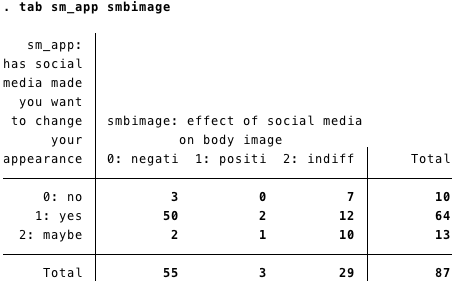 . tab sm_app smbimage
sm_app:
has social
media made
you want
to change smbimage: effect of social media
your on body image
appearance 0: negati 1: positi 2: indiff Total
0: no 3 0 7 10
1: yes 50 2 12 64
2: maybe 2 1 10 13
Total 55 3 29 87